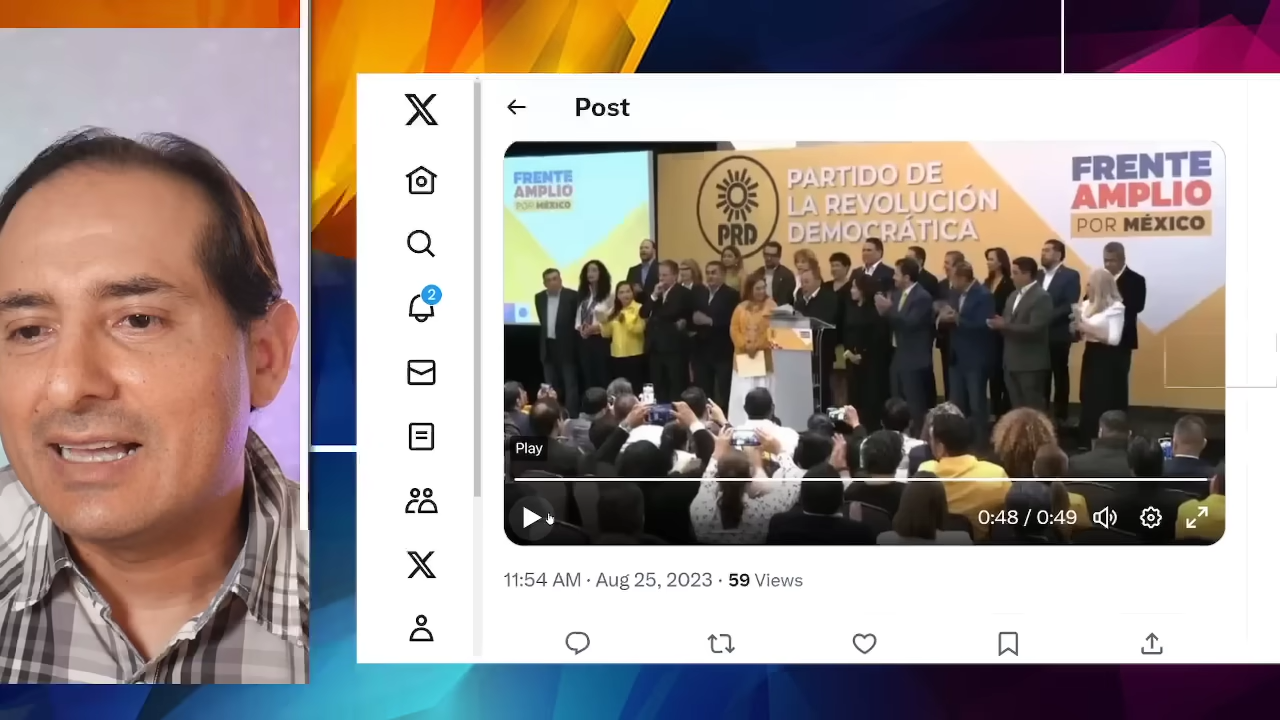 Post
2
FRENTE
AMPLIO
POR MÉXICO
PRD
PARTIDO DE
LA REVOLUCIÓN
DEMOCRÁTICA
FRENTE
AMPLIO
POR MÉXICO
Play
0:48 / 0:49
11:54 AM · Aug 25, 2023 · 59 Views